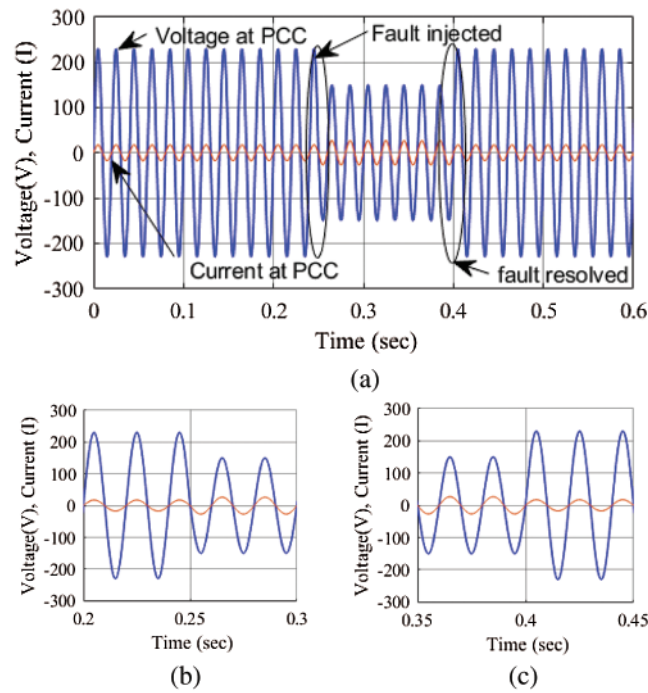 300
200
100
0
-100
-200
-300
Voltage(V), Current (I)
Voltage at PCC
Fault injected
Current at PCC
fault resolved
0 0.1 0.2 0.3 0.4 0.5 0.6
Time (sec)
(a)
300
200
100
0
-100
-200
-300
Voltage(V), Current (I)
0.2 0.25 0.3
Time (sec)
(b)
300
200
100
0
-100
-200
-300
Voltage(V), Current (I)
0.35 0.4 0.45
Time (sec)
(c)